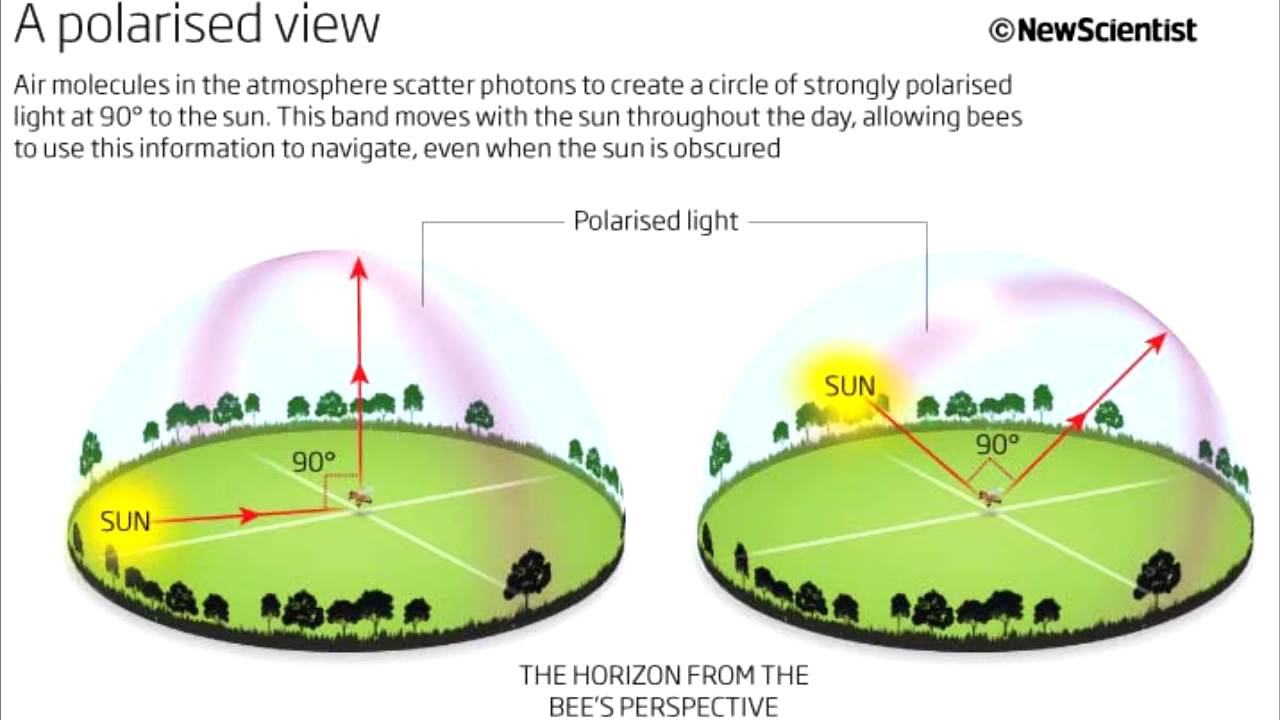 A polarised view
©NewScientist
Air molecules in the atmosphere scatter photons to create a circle of strongly polarised
light at 90° to the sun. This band moves with the sun throughout the day, allowing bees
to use this information to navigate, even when the sun is obscured
Polarised light
SUN
90°
SUN
90°
THE HORIZON FROM THE
BEE'S PERSPECTIVE